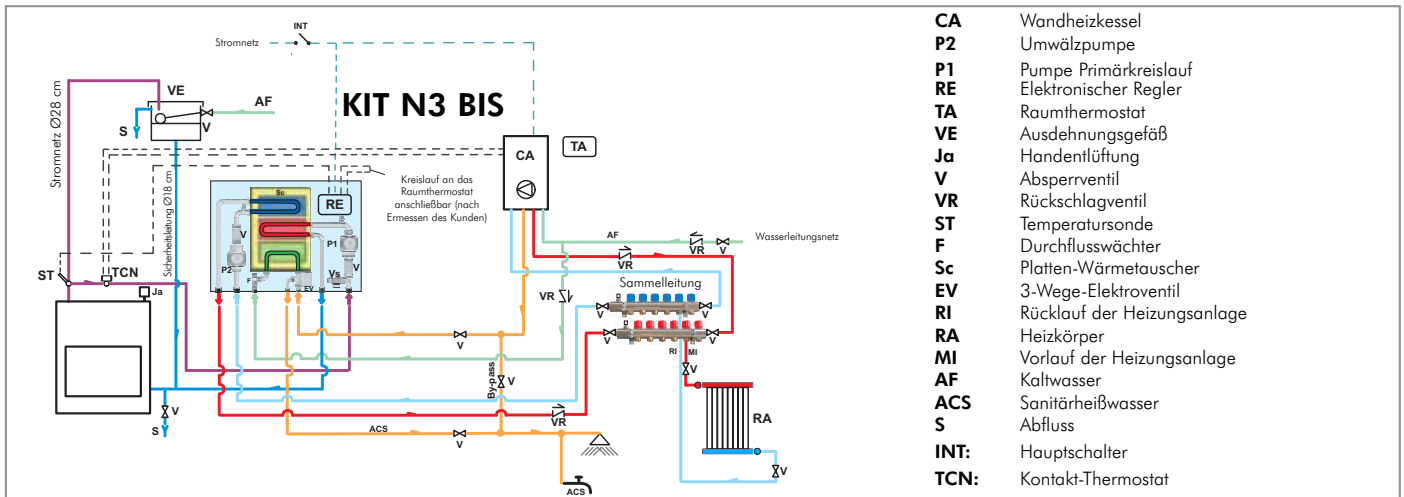 INT
Stromnetz
VE
AF
KIT N3 BIS
S
V
Stromnetz Ø28 cm
Sicherheitsleitung Ø18 cm
CA
TA
Kreislauf an das
Raumthermostat
anschließbar (nach
Ermessen des Kunden)
Sc
RE
V
P1
P2
V
F
Vs
EV
ST
TCN
Ja
AF
VR
V
Wasserleitungsnetz
VR
VR
Sammelleitung
V
V
V
V
RI
MI
V
V
By-pass
V
VR
RA
V
S
ACS
V
V
ACS
CA Wandheizkessel
P2 Umwälzpumpe
P1 Pumpe Primärkreislauf
RE Elektronischer Regler
TA Raumthermostat
VE Ausdehnungsgefäß
Ja Handentlüftung
V Absperrventil
VR Rückschlagventil
ST Temperatursonde
F Durchflusswächter
Sc Platten-Wärmetauscher
EV 3-Wege-Elektroventil
RI Rücklauf der Heizungsanlage
RA Heizkörper
MI Vorlauf der Heizungsanlage
AF Kaltwasser
ACS Sanitärheißwasser
S Abfluss
INT: Hauptschalter
TCN: Kontakt-Thermostat